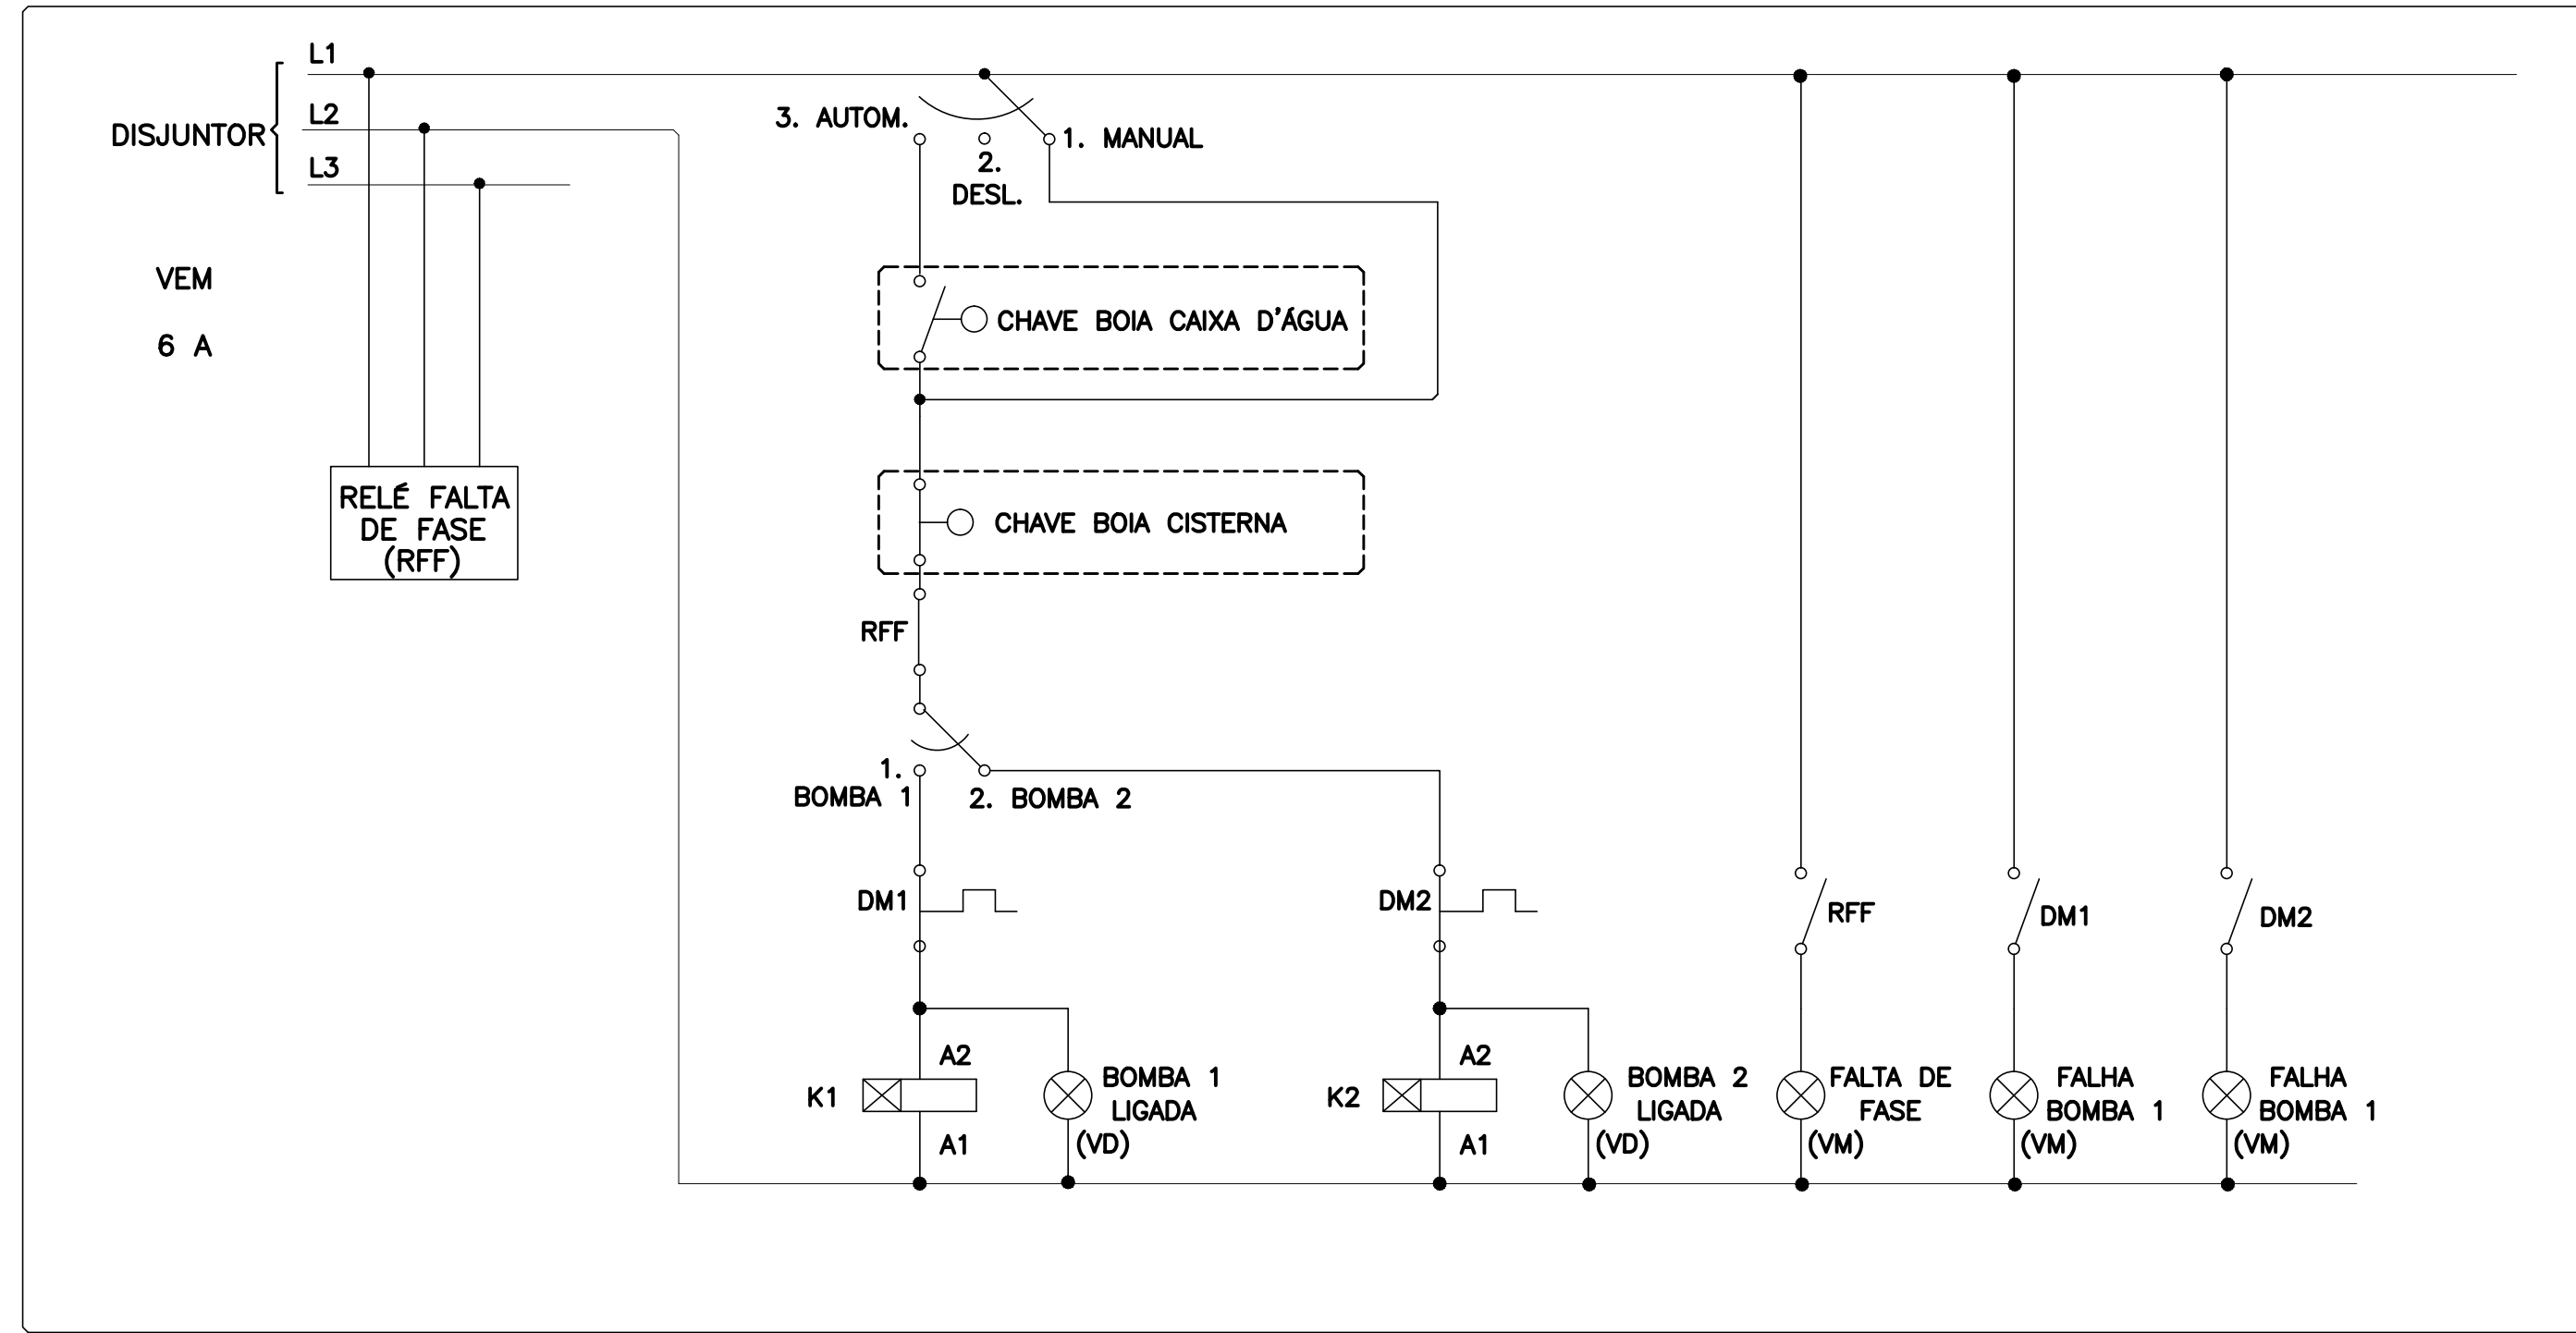 L1
L2
DISJUNTOR
L3
VEM
6 A
RELÉ FALTA
DE FASE
(RFF)
3. AUTOM.
1. MANUAL
2.
DESL.
CHAVE BOIA CAIXA D'ÁGUA
CHAVE BOIA CISTERNA
RFF
1.
BOMBA 1
2. BOMBA 2
DM1
DM2
RFF
DM1
DM2
A2
K1
A1
BOMBA 1
LIGADA
(VD)
A2
K2
A1
BOMBA 2
LIGADA
(VD)
FALTA DE
FASE
(VM)
FALHA
BOMBA 1
(VM)
FALHA
BOMBA 1
(VM)